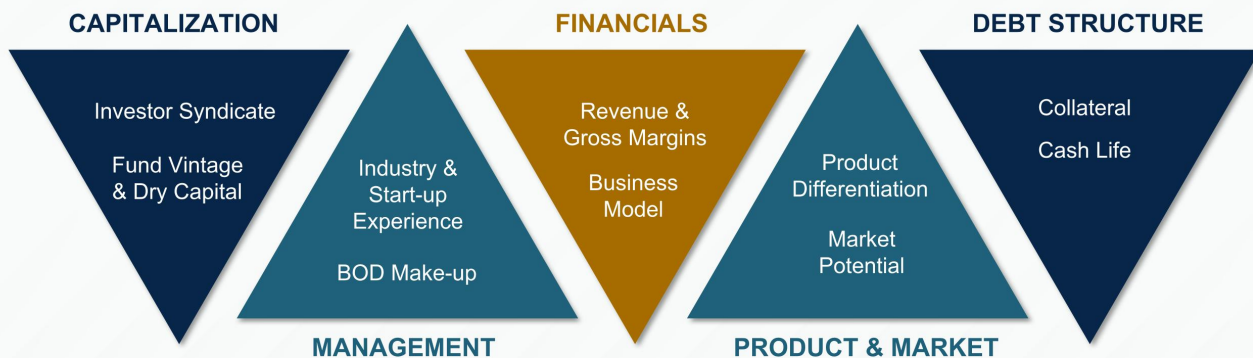 CAPITALIZATION
Investor Syndicate
Fund Vintage
& Dry Capital
Industry &
Start-up
Experience
BOD Make-up
MANAGEMENT
FINANCIALS
Revenue &
Gross Margins
Business
Model
Product
Differentiation
Market
Potential
PRODUCT & MARKET
DEBT STRUCTURE
Collateral
Cash Life